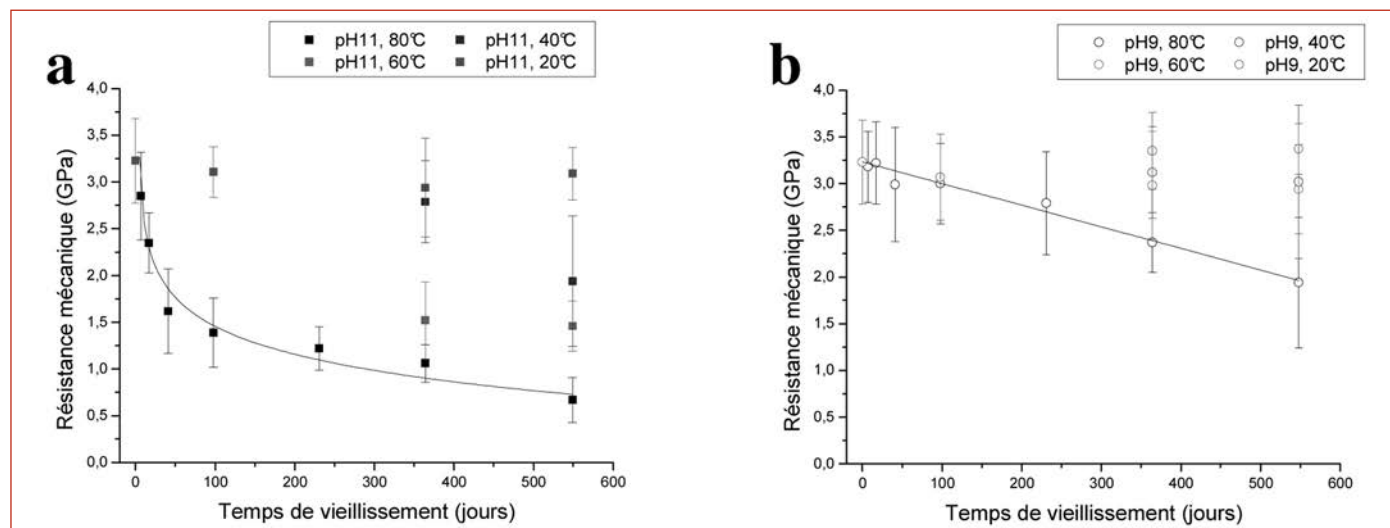 a
pH11, 80°C pH11, 40°C
pH11, 60°C pH11, 20°C
Résistance mécanique (GPa)
4,0
3,5
3,0
2,5
2,0
1,5
1,0
0,5
0,0
0 100 200 300 400 500 600
Temps de vieillissement (jours)
b
pH9, 80°C pH9, 40°C
pH9, 60°C pH9, 20°C
Résistance mécanique (GPa)
4,0
3,5
3,0
2,5
2,0
1,5
1,0
0,5
0,0
0 100 200 300 400 500 600
Temps de vieillissement (jours)